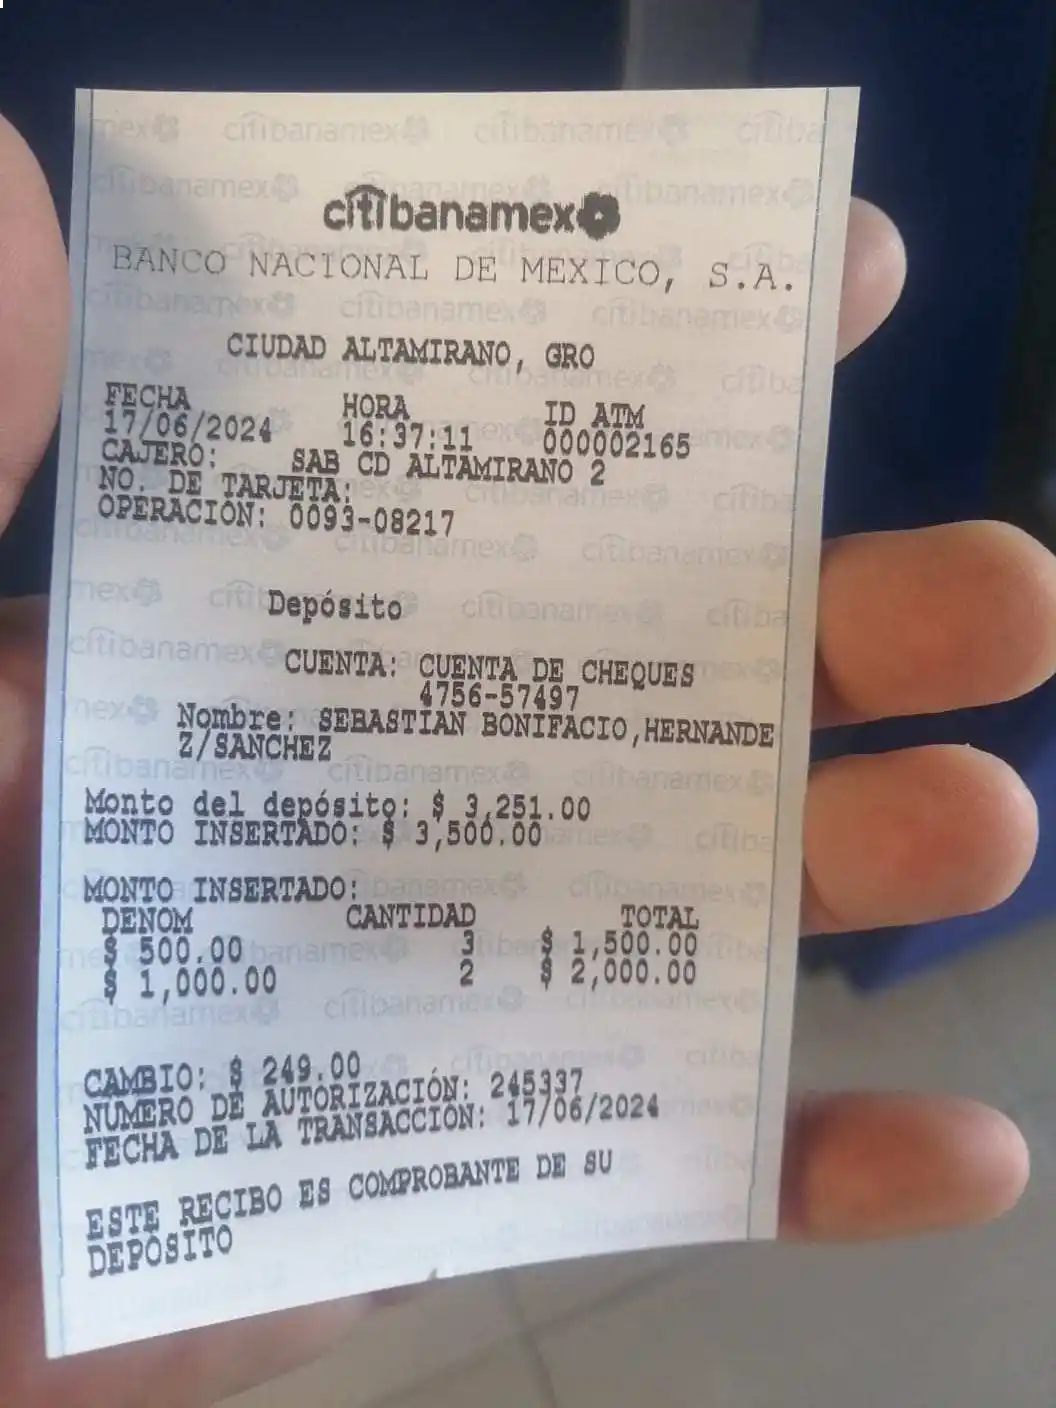 citibanamex
BANCO NACIONAL DE MEXICO, S.A.
CIUDAD ALTAMIRANO, GRO
FECHA HORA ID ATM
17/06/2024 16:37:11 000002165
CAJERO: SAB CD ALTAMIRANO 2
NO. DE TARJETA:
OPERACIÓN: 0093-08217
Depósito
CUENTA: CUENTA DE CHEQUES
4756-57497
Nombre: SEBASTIAN BONIFACIO,HERNANDE
Z/SANCHEZ
Monto del depósito: $ 3,251.00
MONTO INSERTADO: $ 3,500.00
MONTO INSERTADO:
DENOM CANTIDAD TOTAL
$ 500.00 3 $ 1,500.00
$ 1,000.00 2 $ 2,000.00
CAMBIO: $ 249.00
NÚMERO DE AUTORIZACIÓN: 245337
FECHA DE LA TRANSACCIÓN: 17/06/2024
ESTE RECIBO ES COMPROBANTE DE SU
DEPÓSITO